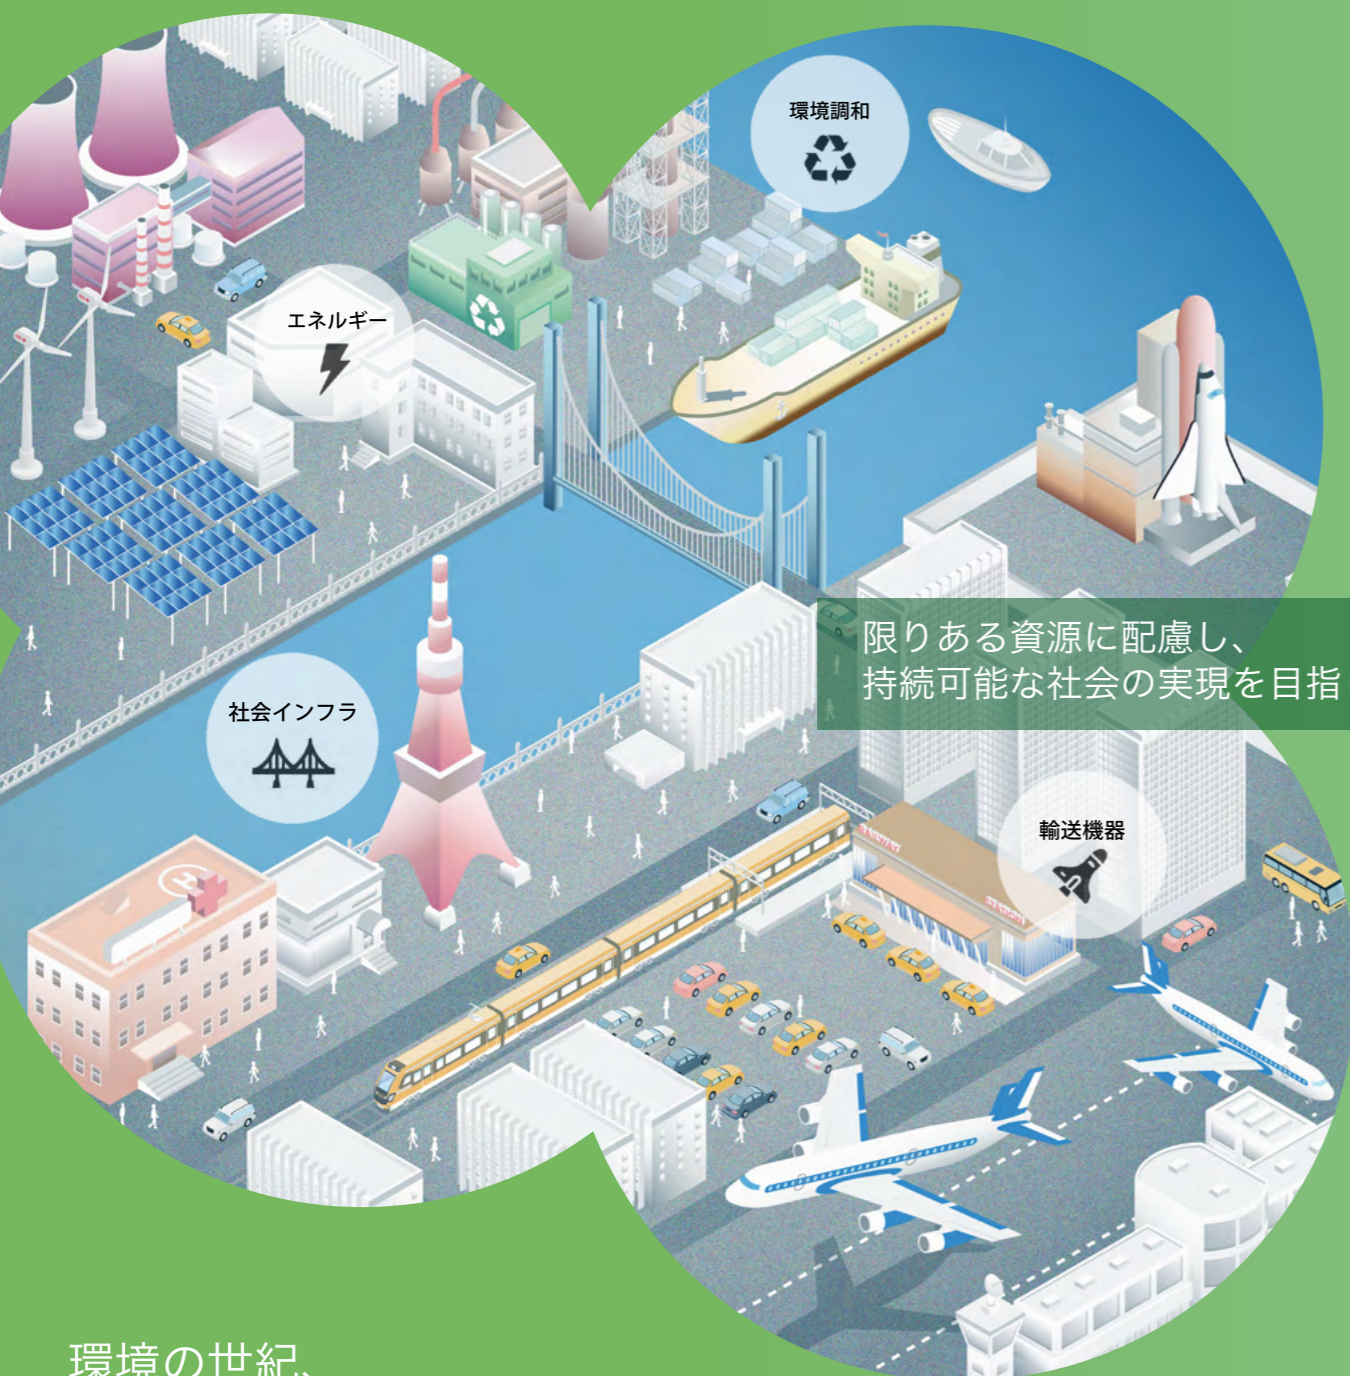 環境調和
エネルギー
限りある資源に配慮し、
持続可能な社会の実現を目指
社会インフラ
輸送機器
RAILWAY
STATION
H
環境の世紀、